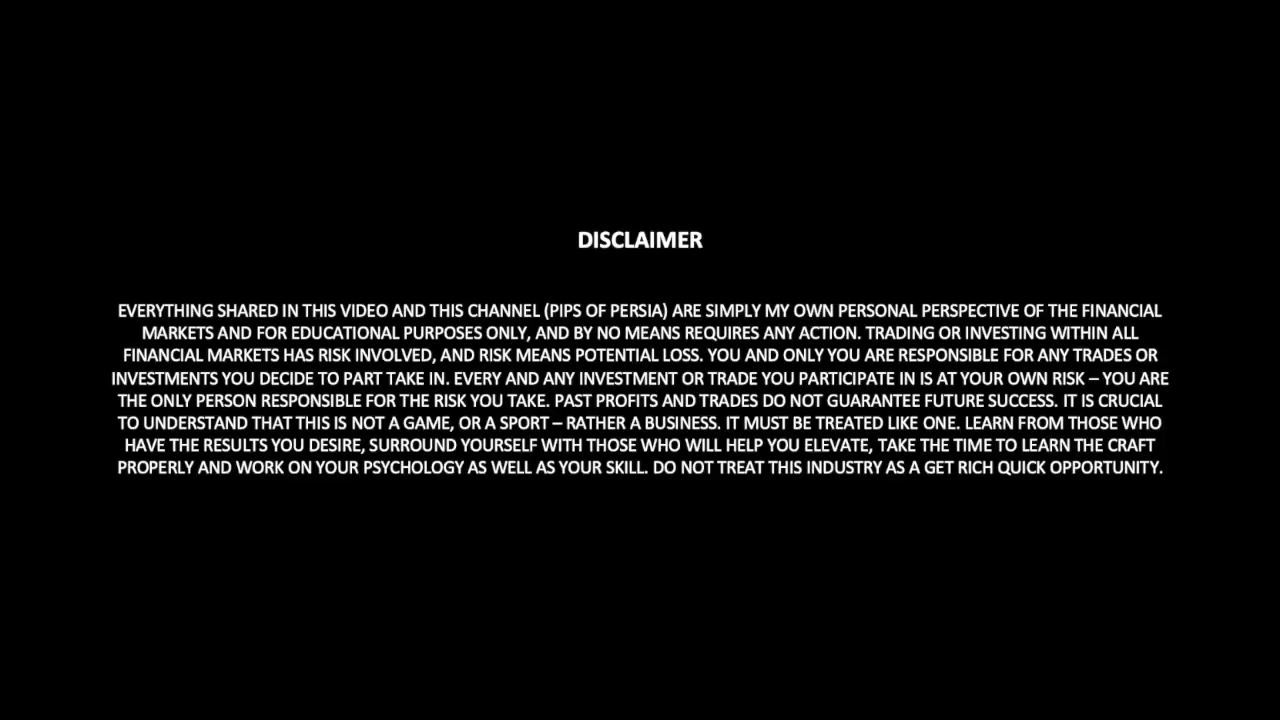 DISCLAIMER
EVERYTHING SHARED IN THIS VIDEO AND THIS CHANNEL (PIPS OF PERSIA) ARE SIMPLY MY OWN PERSONAL PERSPECTIVE OF THE FINANCIAL
MARKETS AND FOR EDUCATIONAL PURPOSES ONLY, AND BY NO MEANS REQUIRES ANY ACTION. TRADING OR INVESTING WITHIN ALL
FINANCIAL MARKETS HAS RISK INVOLVED, AND RISK MEANS POTENTIAL LOSS. YOU AND ONLY YOU ARE RESPONSIBLE FOR ANY TRADES OR
INVESTMENTS YOU DECIDE TO PART TAKE IN. EVERY AND ANY INVESTMENT OR TRADE YOU PARTICIPATE IN IS AT YOUR OWN RISK – YOU ARE
THE ONLY PERSON RESPONSIBLE FOR THE RISK YOU TAKE. PAST PROFITS AND TRADES DO NOT GUARANTEE FUTURE SUCCESS. IT IS CRUCIAL
TO UNDERSTAND THAT THIS IS NOT A GAME, OR A SPORT – RATHER A BUSINESS. IT MUST BE TREATED LIKE ONE. LEARN FROM THOSE WHO
HAVE THE RESULTS YOU DESIRE, SURROUND YOURSELF WITH THOSE WHO WILL HELP YOU ELEVATE, TAKE THE TIME TO LEARN THE CRAFT
PROPERLY AND WORK ON YOUR PSYCHOLOGY AS WELL AS YOUR SKILL. DO NOT TREAT THIS INDUSTRY AS A GET RICH QUICK OPPORTUNITY.